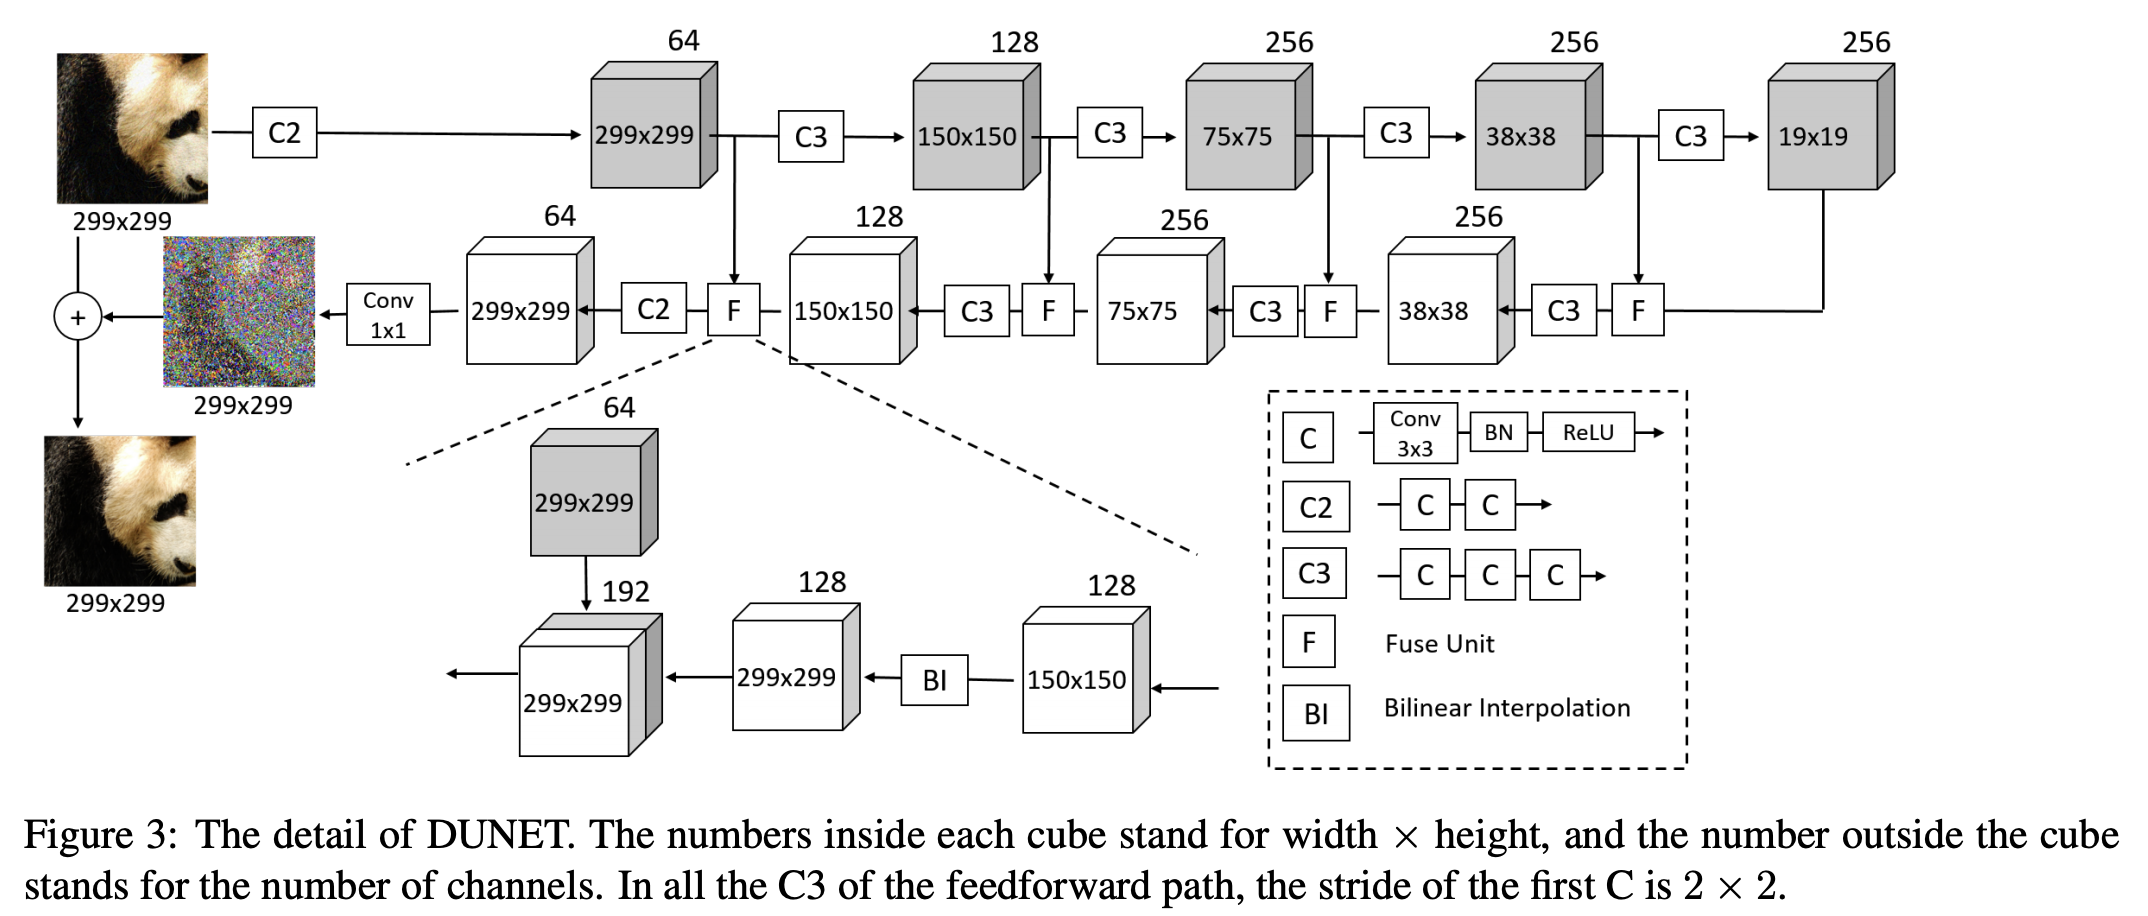 64
128
256
256
256
C2
299x299
C3
150x150
C3
75x75
C3
38x38
C3
19x19
299x299
64
128
256
256
+
Conv
1x1
299x299
C2
F
150x150
C3
F
75x75
C3
F
38x38
C3
F
299x299
299x299
64
299x299
192
299x299
128
299x299
BI
128
150x150
C
Conv
3x3
BN
ReLU
C2
C C
C3
C C C
F
Fuse Unit
BI
Bilinear Interpolation
Figure 3: The detail of DUNET. The numbers inside each cube stand for width × height, and the number outside the cube
stands for the number of channels. In all the C3 of the feedforward path, the stride of the first C is 2 × 2.